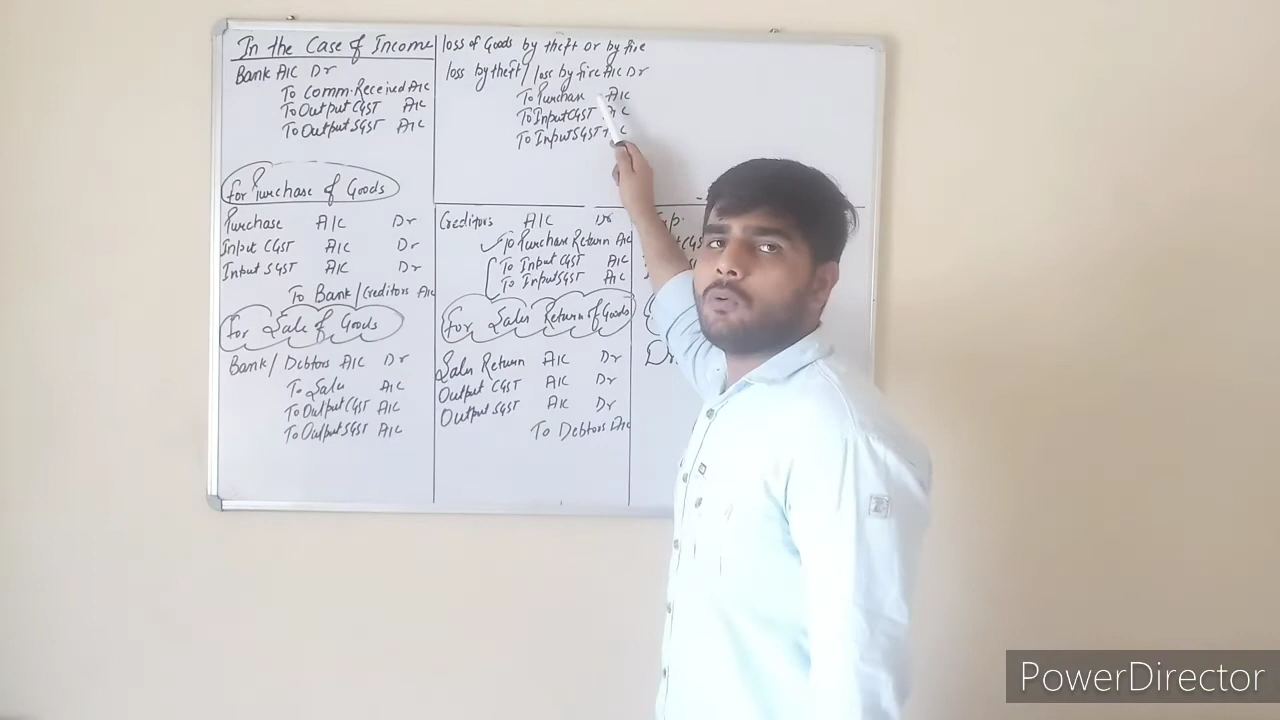 In the Case of Income
Bank A/C Dr
To Comm. Received A/C
To Output CGST A/C
To Output SGST A/C
loss of Goods by theft or by fire
loss by theft / loss by fire A/C Dr
To Purchase A/C
To Input CGST A/C
To Input SGST A/C
for Purchase of Goods
Purchase A/C Dr
Input CGST A/C Dr
Input SGST A/C Dr
To Bank/Creditors A/C
for Sale of Goods
Bank/ Debtors A/C Dr
To Sales A/C
To Output CGST A/C
To Output SGST A/C
Creditors A/C Dr
To Purchase Return A/C
To Input CGST A/C
To Input SGST A/C
for Sales Return of Goods
Sales Return A/C Dr
Output CGST A/C Dr
Output SGST A/C Dr
To Debtors A/C
PowerDirector